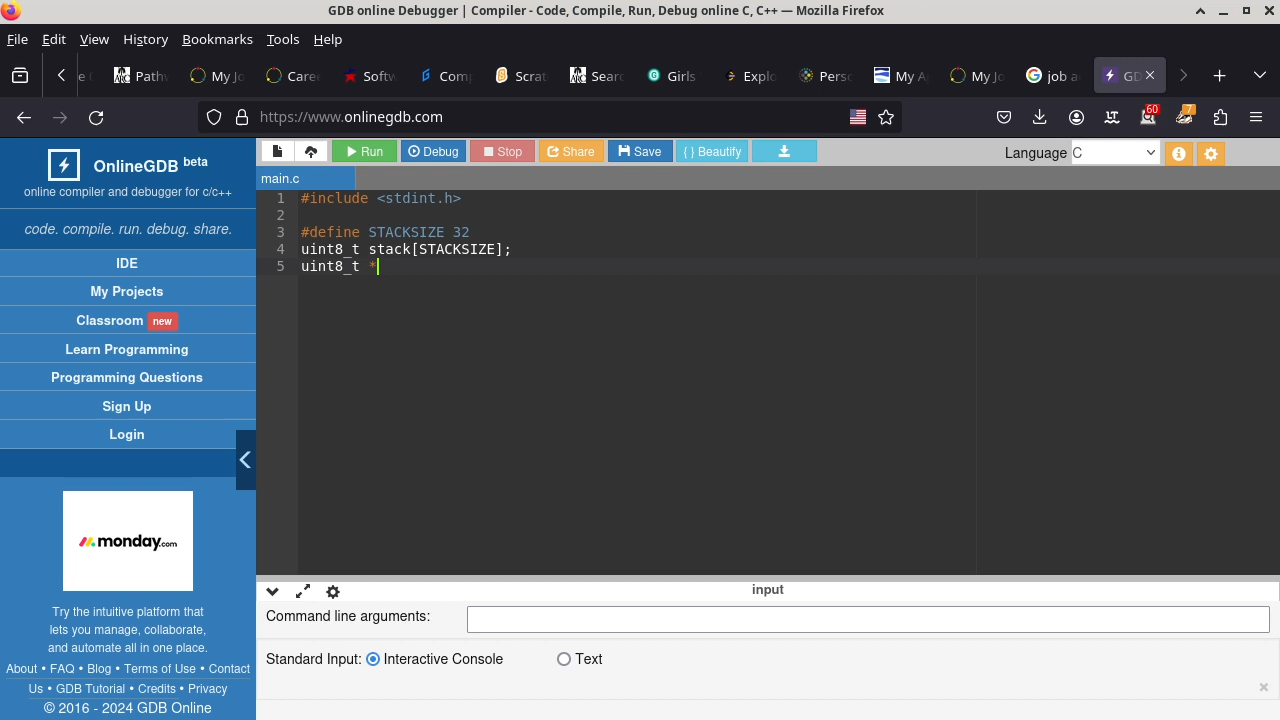 GDB online Debugger | Compiler - Code, Compile, Run, Debug online C, C++ — Mozilla Firefox
File Edit View History Bookmarks Tools Help
Path My Jo Caree Softw Comp Scrat Searc Girls Explo Perso My A My Jo job a GD
https://www.onlinegdb.com
60
7
OnlineGDB beta
online compiler and debugger for c/c++
code. compile. run. debug. share.
IDE
My Projects
Classroom new
Learn Programming
Programming Questions
Sign Up
Login
monday.com
Try the intuitive platform that
lets you manage, collaborate,
and automate all in one place.
About • FAQ • Blog • Terms of Use • Contact
Us • GDB Tutorial • Credits • Privacy
© 2016 - 2024 GDB Online
Run Debug Stop Share Save { } Beautify
Language C
main.c
1 #include <stdint.h>
2
3 #define STACKSIZE 32
4 uint8_t stack[STACKSIZE];
5 uint8_t *
input
Command line arguments:
Standard Input: Interactive Console Text